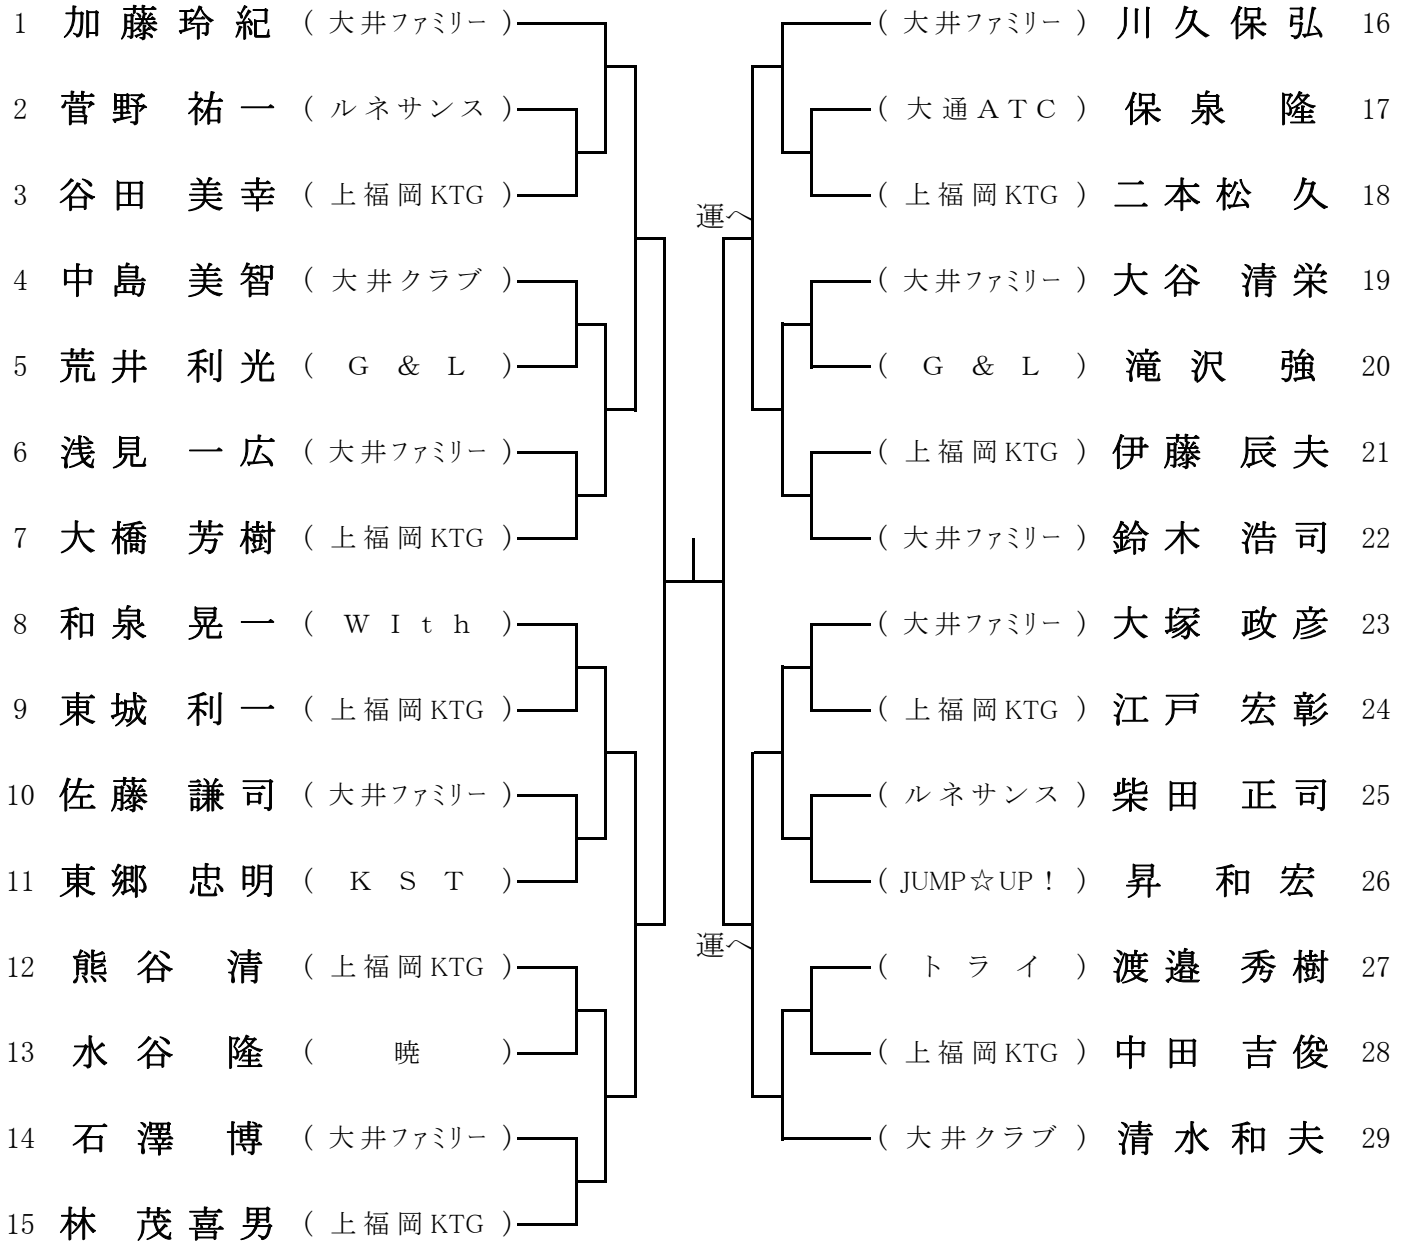 1 加藤玲紀 (大井ファミリー)
2 菅野 祐一 (ルネサンス)
3 谷田 美幸 (上福岡KTG)
4 中島 美智 (大井クラブ)
5 荒井 利光 (G&L)
6 浅見 一広 (大井ファミリー)
7 大橋 芳樹 (上福岡KTG)
8 和泉 晃一 (WIth)
9 東城 利一 (上福岡KTG)
10 佐藤 謙司 (大井ファミリー)
11 東郷 忠明 (KST)
12 熊谷 清 (上福岡KTG)
13 水谷 隆 (暁)
14 石澤 博 (大井ファミリー)
15 林 茂喜男 (上福岡KTG)
運へ
運へ
(大井ファミリー) 川久保弘 16
(大通ATC) 保泉 隆 17
(上福岡KTG) 二本松 久 18
(大井ファミリー) 大谷 清栄 19
(G&L) 滝沢 強 20
(上福岡KTG) 伊藤 辰夫 21
(大井ファミリー) 鈴木 浩司 22
(大井ファミリー) 大塚 政彦 23
(上福岡KTG) 江戸 宏彰 24
(ルネサンス) 柴田 正司 25
(JUMP☆UP!) 昇 和宏 26
(トライ) 渡邉 秀樹 27
(上福岡KTG) 中田 吉俊 28
(大井クラブ) 清水和夫 29